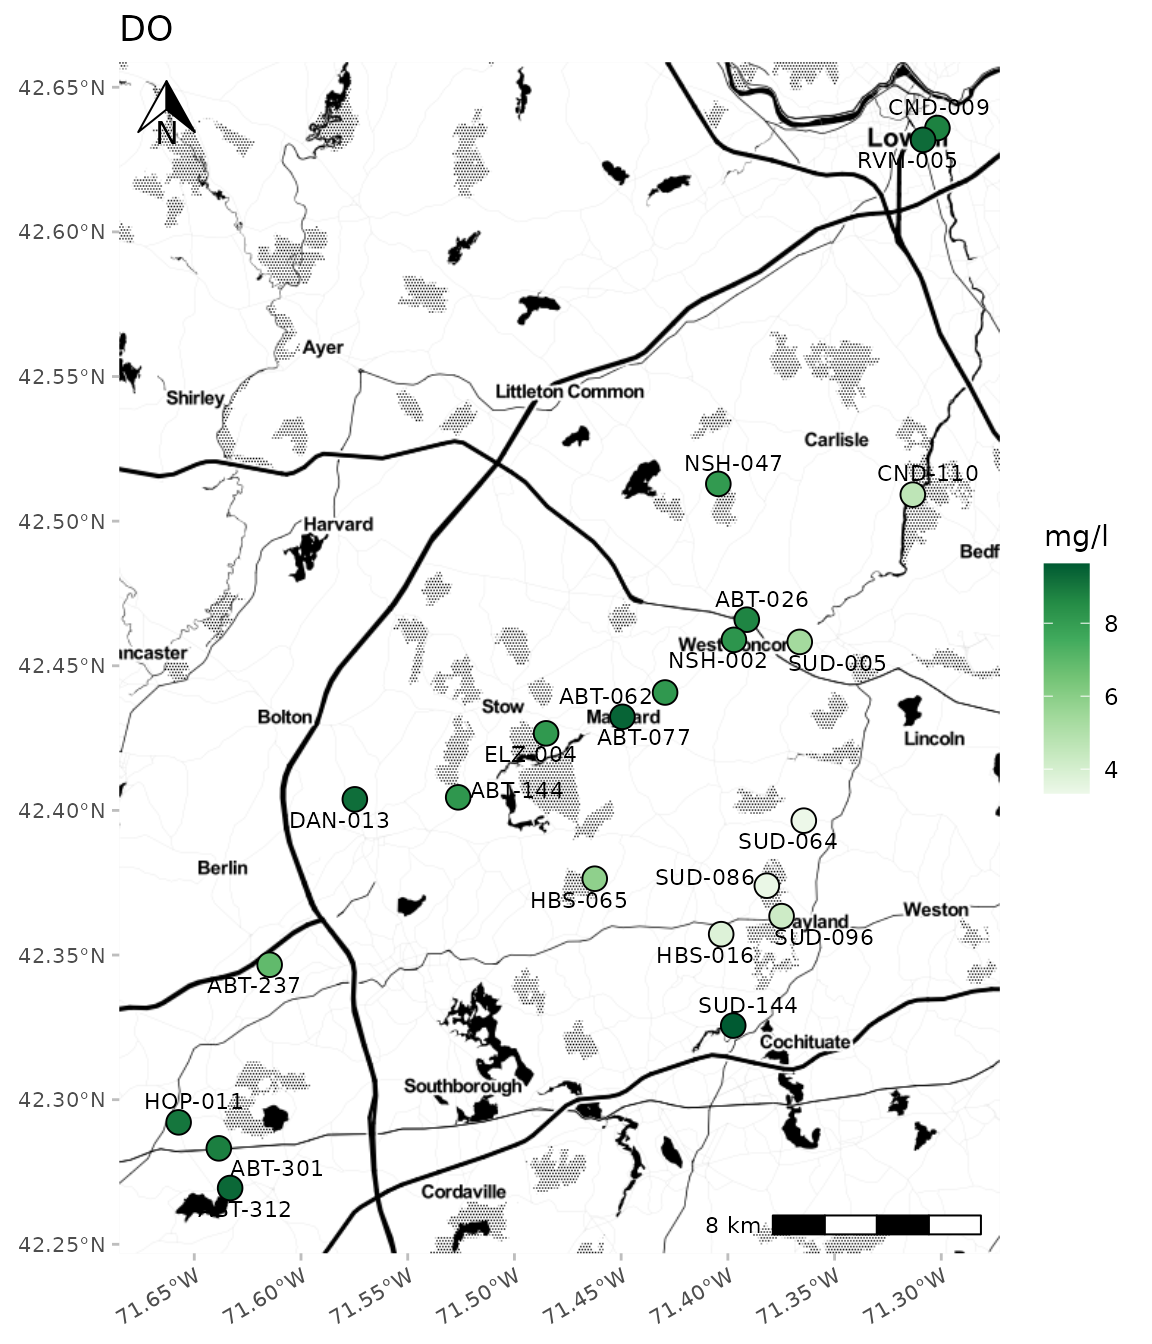 DO
42.65°N
N
CND-009
Lowell
RVM-005
42.60°N
Ayer
42.55°N
Shirley
Littleton Common
Carlisle
NSH-047
CND-110
42.50°N
Harvard
Bedf
mg/l
ABT-026
8
West Concor
ancaster
NSH-002
SUD-005
42.45°N
ABT-062
6
Stow
Maynard
Bolton
ABT-077
Lincoln
ELZ-004
4
ABT-144
42.40°N
DAN-013
SUD-064
Berlin
SUD-086
HBS-065
Weston
ayland
SUD-096
42.35°N
HBS-016
ABT-237
SUD-144
Cochituate
Southborough
42.30°N
HOP-011
ABT-301
Cordaville
ABT-312
8 km
42.25°N
71.65°W
71.60°W
71.55°W
71.50°W
71.45°W
71.40°W
71.35°W
71.30°W